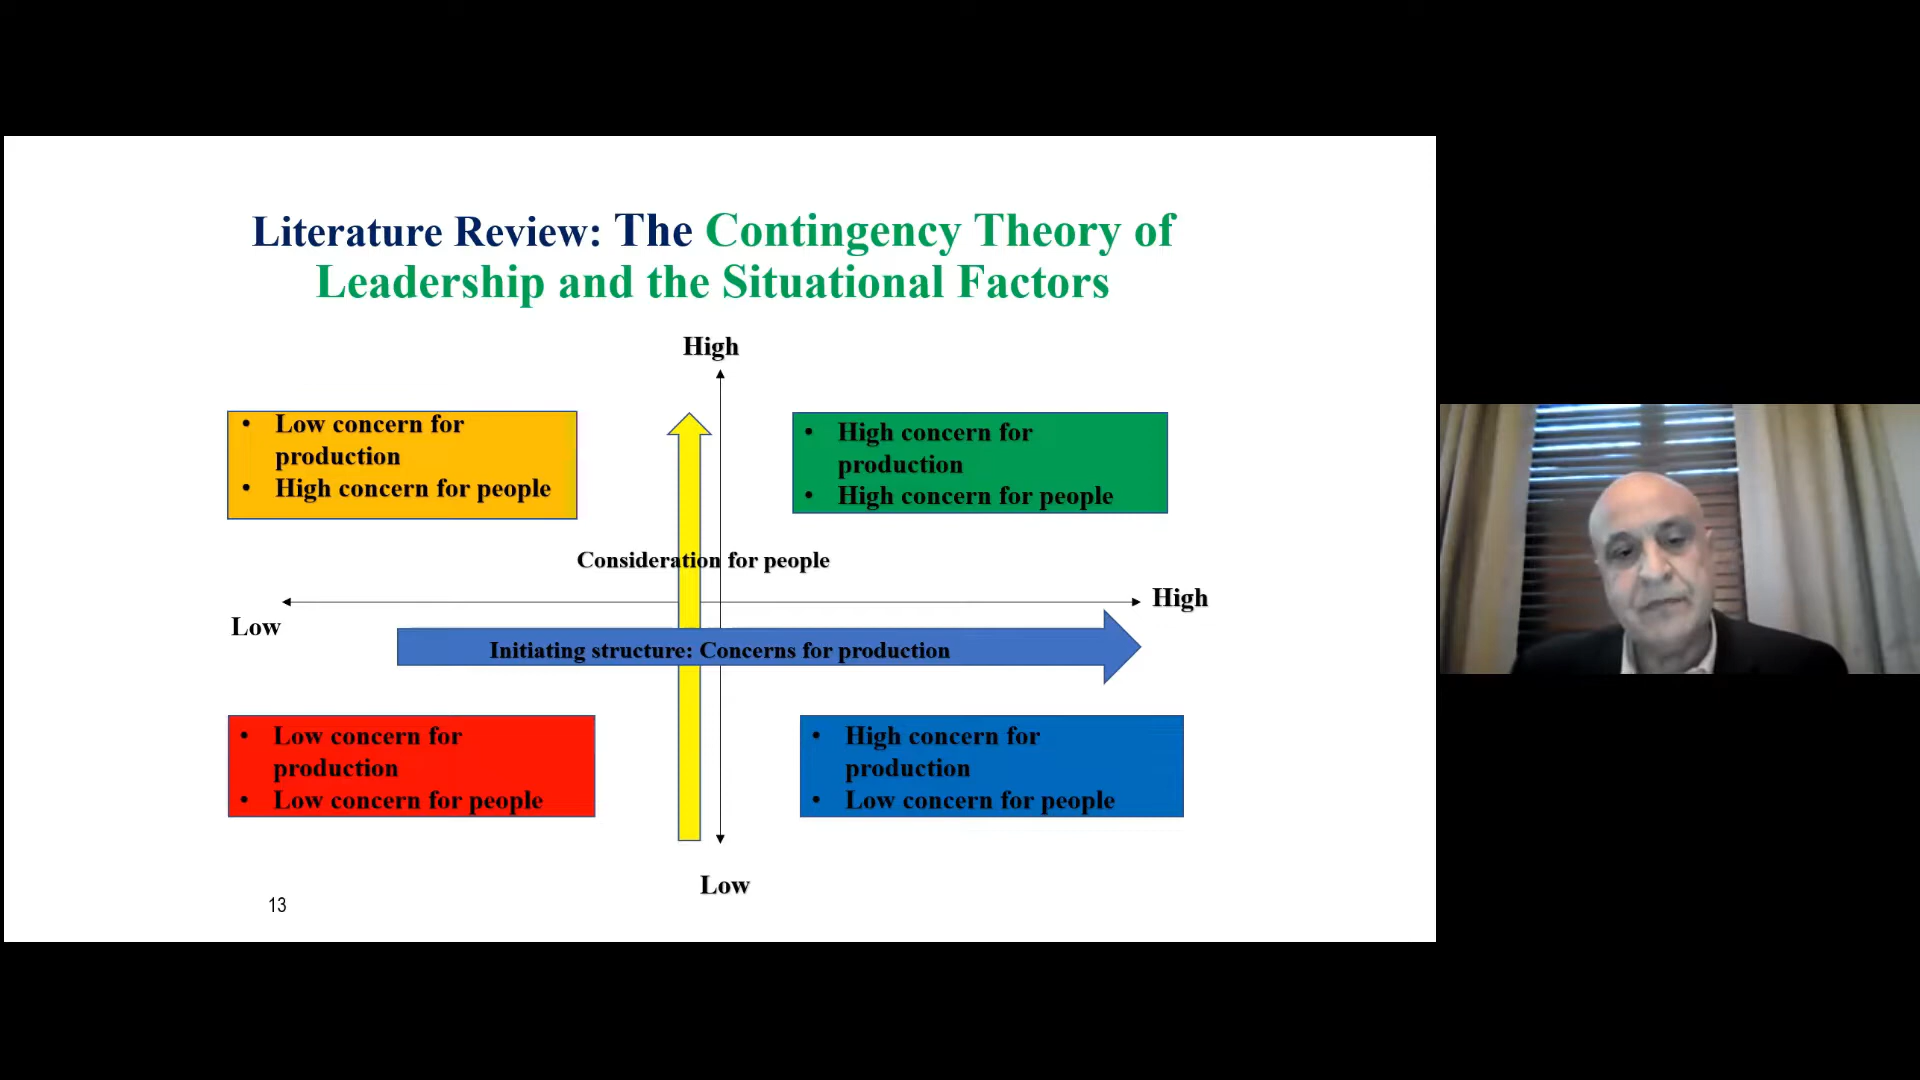 Literature Review: The Contingency Theory of
Leadership and the Situational Factors
High
• Low concern for
production
• High concern for people
• High concern for
production
• High concern for people
Consideration for people
High
Low
Initiating structure: Concerns for production
• Low concern for
production
• Low concern for people
• High concern for
production
• Low concern for people
Low
13